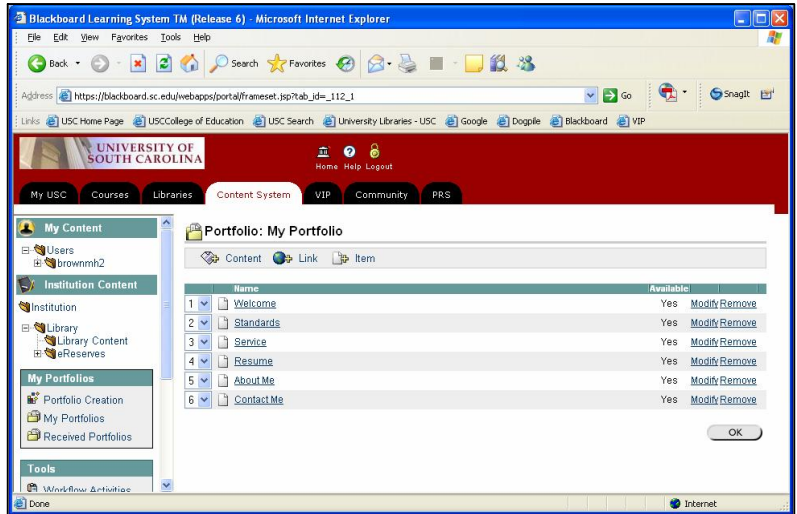 Blackboard Learning System TM (Release 6) - Microsoft Internet Explorer
File Edit View Favorites Tools Help
Back Search Favorites
Address https://blackboard.sc.edu/webapps/portal/frameset.jsp?tab_id=_112_1 Go SnagIt
Links USC Home Page USCCollege of Education USC Search University Libraries - USC Google Dogpile Blackboard VIP
UNIVERSITY OF
SOUTH CAROLINA
Home Help Logout
My USC Courses Libraries Content System VIP Community PRS
My Content
Users
brownmh2
Institution Content
Institution
Library
Library Content
eReserves
My Portfolios
Portfolio Creation
My Portfolios
Received Portfolios
Tools
Workflow Activities
Portfolio: My Portfolio
Content Link Item
Name Available
1 Welcome Yes Modify Remove
2 Standards Yes Modify Remove
3 Service Yes Modify Remove
4 Resume Yes Modify Remove
5 About Me Yes Modify Remove
6 Contact Me Yes Modify Remove
OK
Done Internet